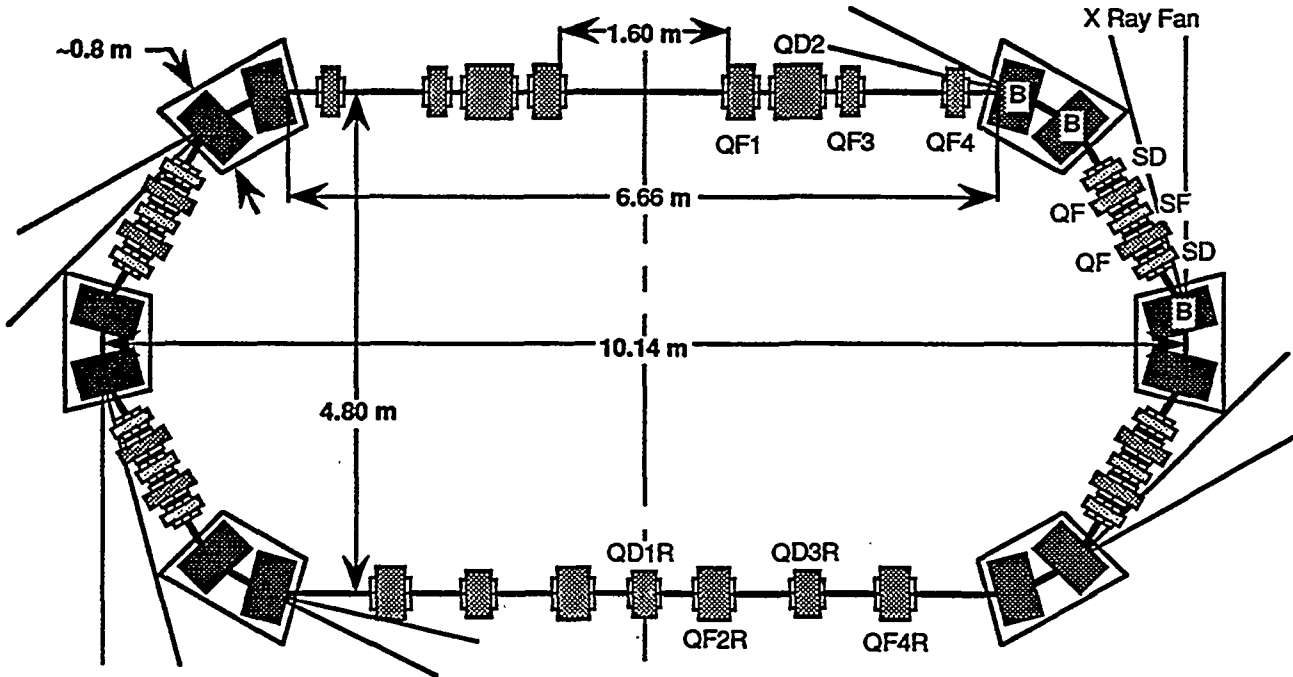 X Ray Fan
~0.8 m
1.60 m
QD2
B
B
QF1
QF3
QF4
SD
6.66 m
QF
SF
QF
SD
B
10.14 m
4.80 m
QD1R
QD3R
QF2R
QF4R